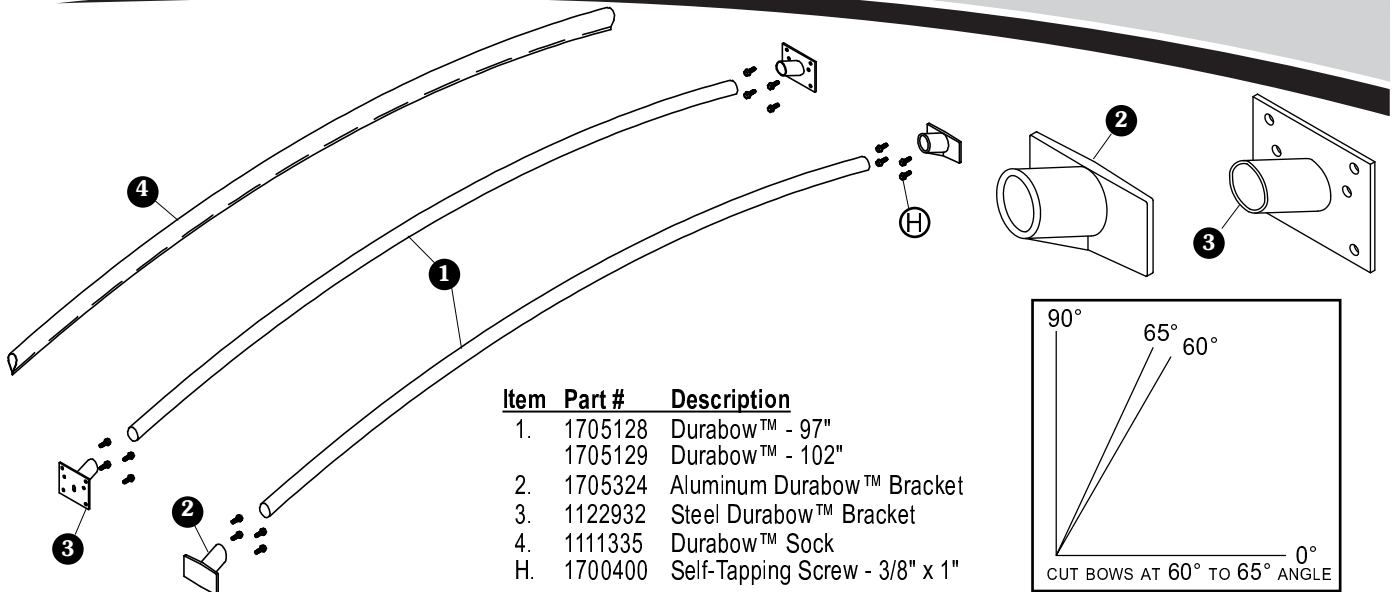 2
4
3
H
1
90°
65°
60°
Item Part # Description
1. 1705128 Durabow™ - 97"
1705129 Durabow™ - 102"
2. 1705324 Aluminum Durabow™ Bracket
3. 1122932 Steel Durabow™ Bracket
4. 1111335 Durabow™ Sock
H. 1700400 Self-Tapping Screw - 3/8" x 1"
2
3
0°
CUT BOWS AT 60° TO 65° ANGLE